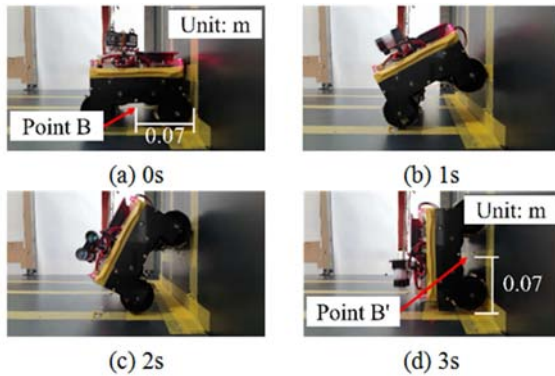 Unit: m
Point B
0.07
(a) 0s
(b) 1s
(c) 2s
Unit: m
0.07
Point B'
(d) 3s